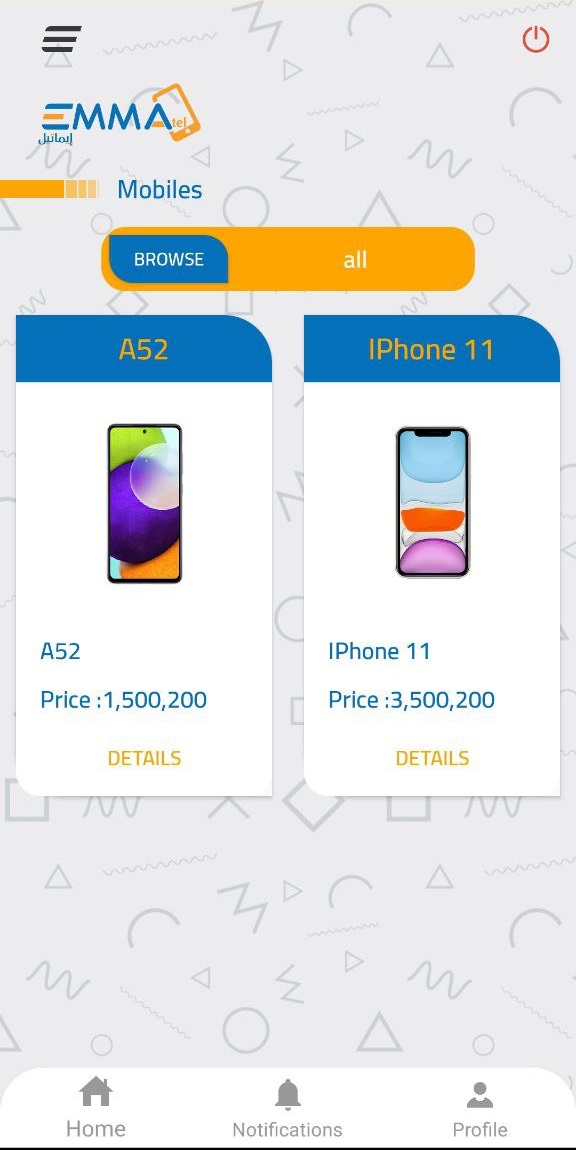 EMMA tel
إيماتيل
Mobiles
BROWSE
all
A52
IPhone 11
A52
Price :1,500,200
DETAILS
IPhone 11
Price :3,500,200
DETAILS
Home
Notifications
Profile